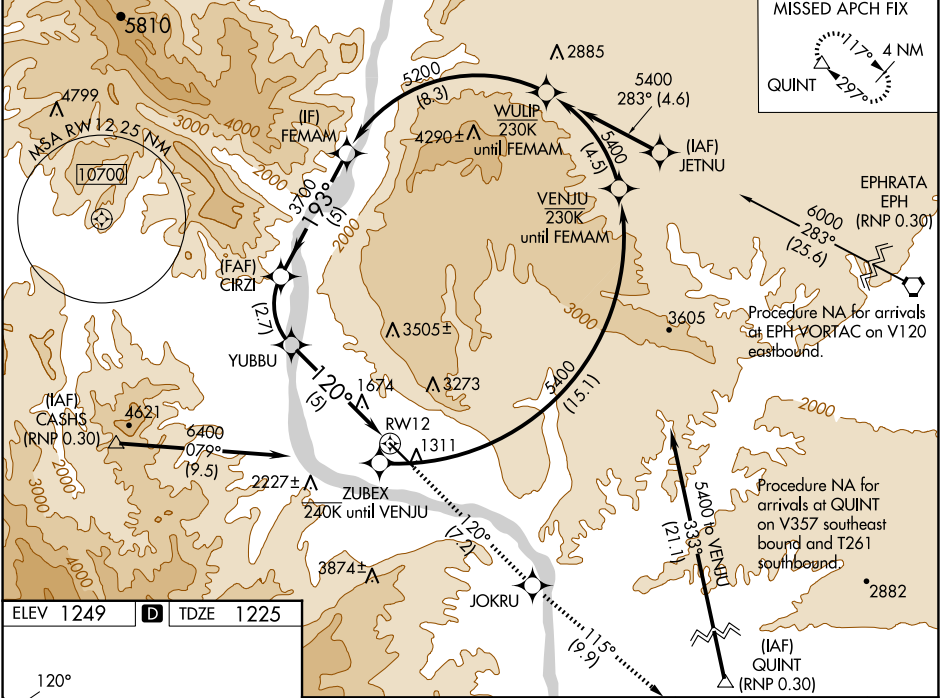 5810
4799
3000
4000
2000
MSA RW12 25 NM
10700
(IF)
FEMAM
5200
(8.3)
2885
5400
283° (4.6)
WULIP
230K
until FEMAM
4290±
5400
(4.5)
(IAF)
JETNU
VENJU
230K
until FEMAM
MISSED APCH FIX
117°
4 NM
QUINT
297°
EPHRATA
EPH
(RNP 0.30)
6000
283°
(25.6)
Procedure NA for arrivals
at EPH VORTAC on V120
eastbound.
3700
193°
(5)
2000
(FAF)
CIRZI
(2.7)
YUBBU
3505±
3000
3605
120°
(5)
1674
3273
5400
(15.1)
2000
(IAF)
CASHS
(RNP 0.30)
4621
6400
079°
(9.5)
RW12
1311
2227±
ZUBEX
240K until VENJU
3000
120°
(7.2)
3874±
4000
JOKRU
115°
(9.9)
5400 to VENJU
333°
(21.1)
Procedure NA for
arrivals at QUINT
on V357 southeast
bound and T261
southbound.
2882
(IAF)
QUINT
(RNP 0.30)
ELEV 1249 D TDZE 1225
120°